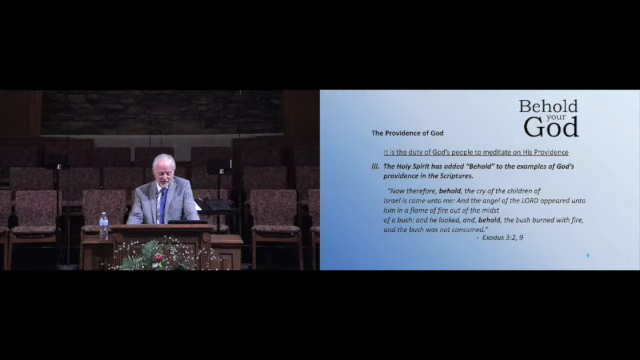 Behold
your
God
The Providence of God
It is the duty of God's people to meditate on His Providence
III. The Holy Spirit has added "Behold" to the examples of God's
providence in the Scriptures.
"Now therefore, behold, the cry of the children of
Israel is come unto me: And the angel of the LORD appeared unto
him in a flame of fire out of the midst
of a bush: and he looked, and, behold, the bush burned with fire,
and the bush was not consumed."
- Exodus 3:2, 9